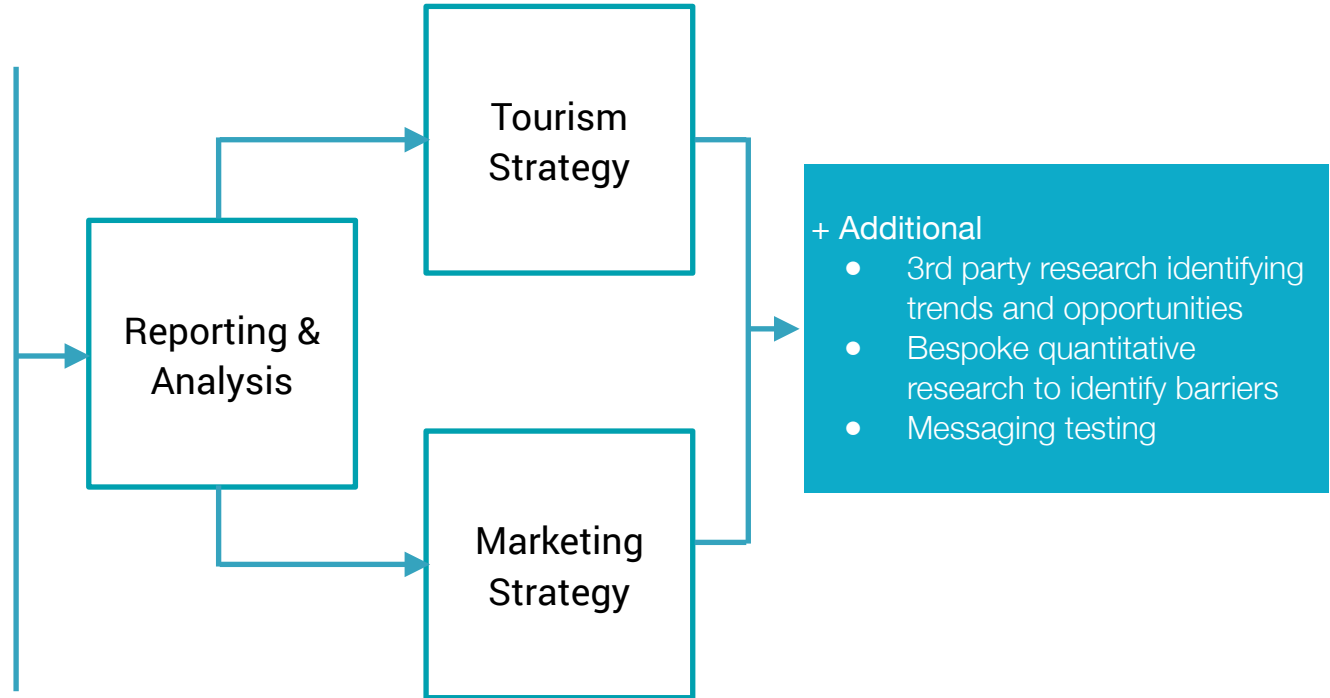 Tourism
Strategy
Reporting &
Analysis
Marketing
Strategy
+ Additional
● 3rd party research identifying
trends and opportunities
● Bespoke quantitative
research to identify barriers
● Messaging testing